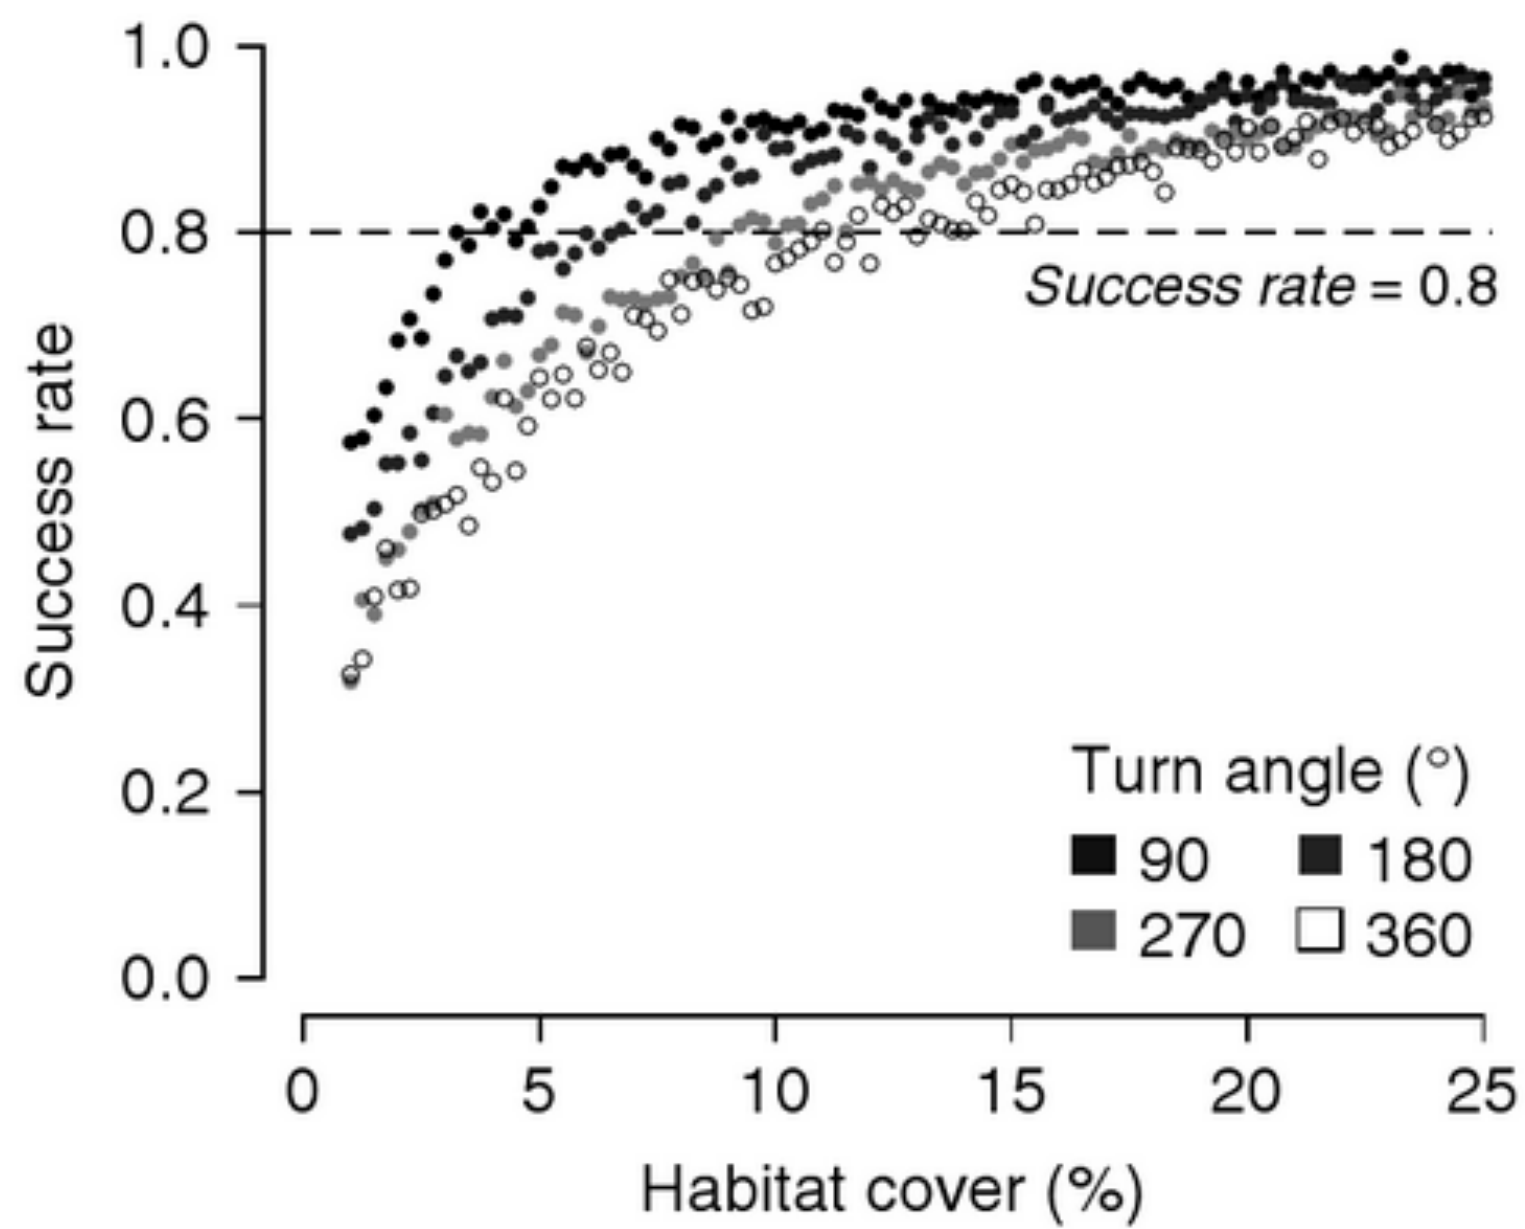 1.0
0.8
0.6
0.4
0.2
0.0
Success rate
Success rate = 0.8
Turn angle (°)
90 180
270 360
0 5 10 15 20 25
Habitat cover (%)